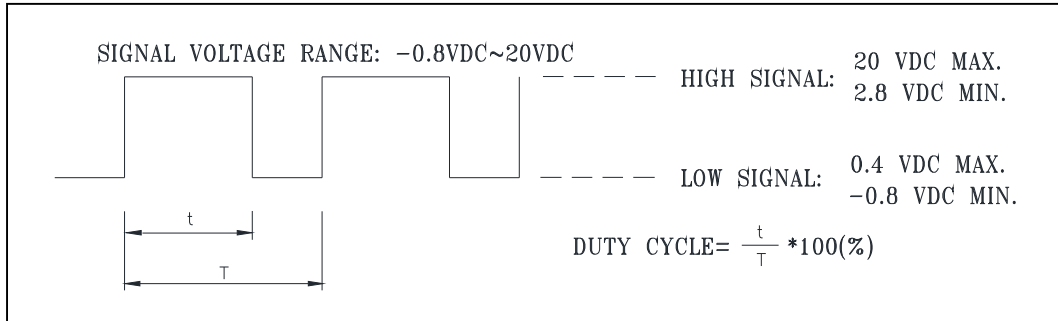 SIGNAL VOLTAGE RANGE: -0.8VDC~20VDC
HIGH SIGNAL: 20 VDC MAX.
2.8 VDC MIN.
LOW SIGNAL: 0.4 VDC MAX.
-0.8 VDC MIN.
t
T
DUTY CYCLE= t/T *100(%)